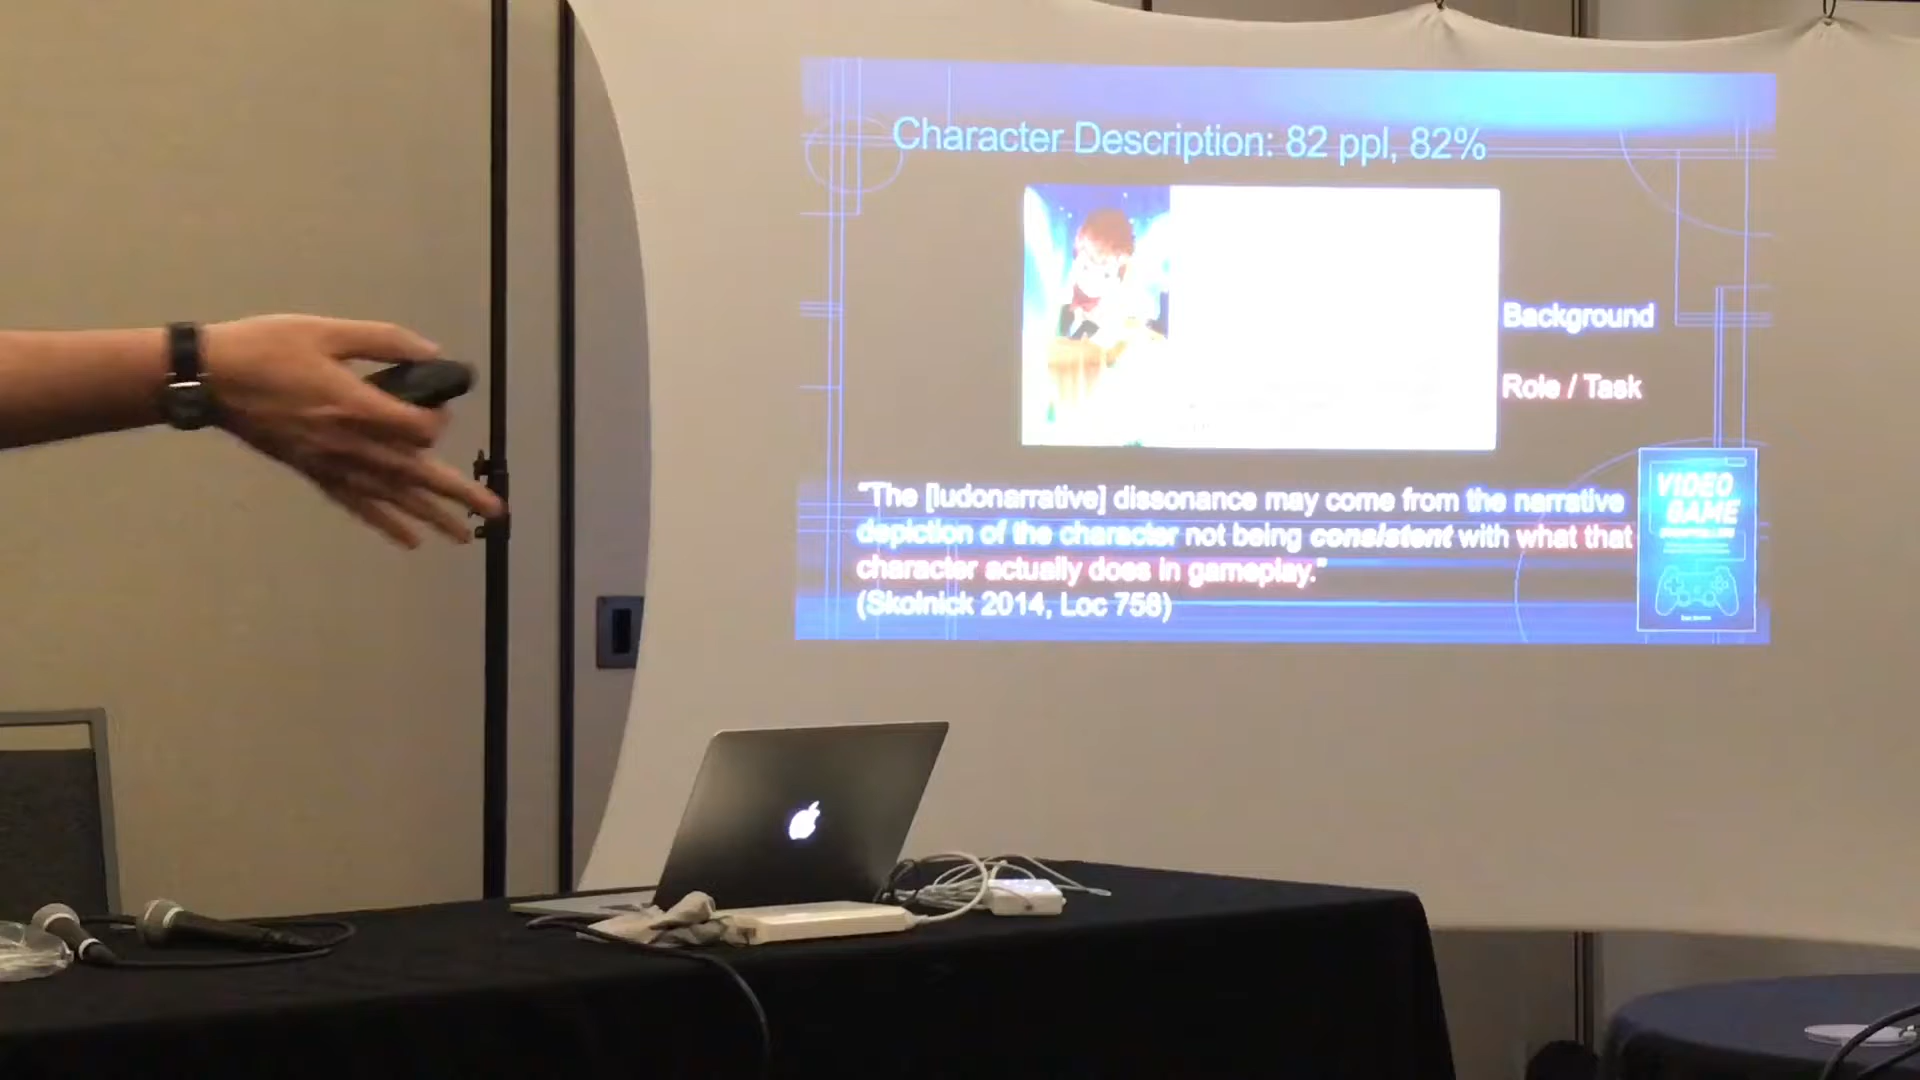 Character Description: 82 ppl, 82%
Background
Role / Task
"The [ludonarrative] dissonance may come from the narrative
depiction of the character not being consistent with what that
character actually does in gameplay."
(Skolnick 2014, Loc 758)
VIDEO
GAME